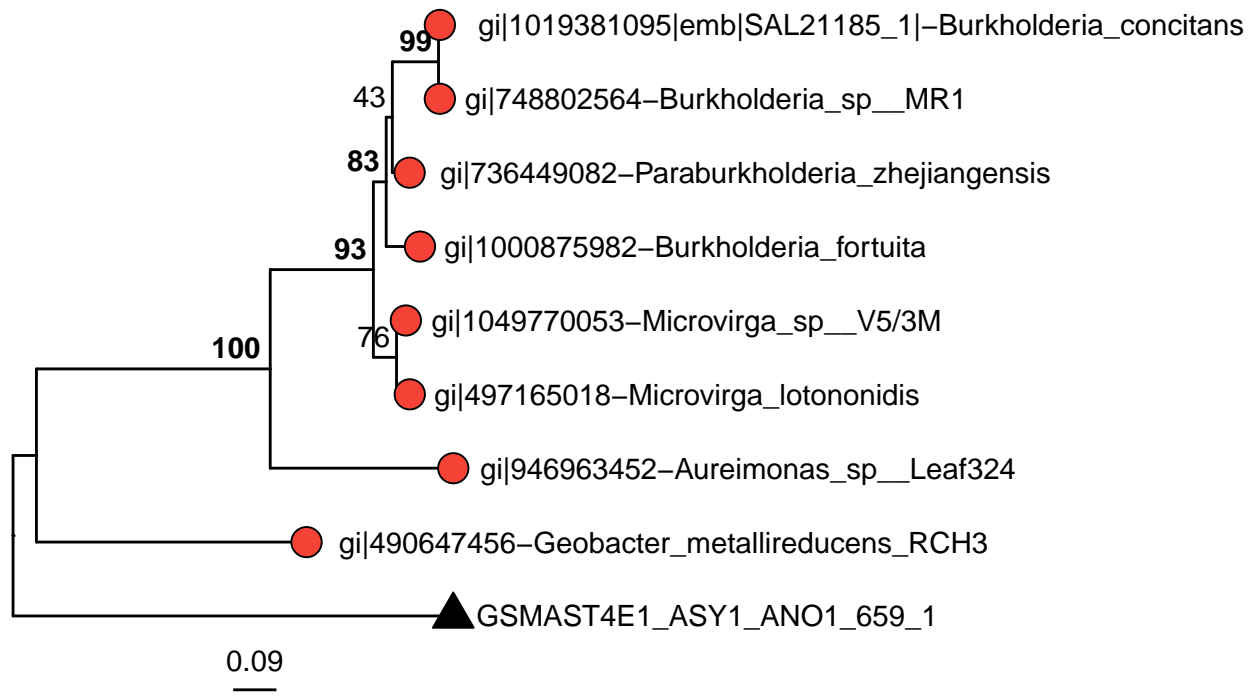 gi|1019381095|emb|SAL21185_1|–Burkholderia_concitans
99
gi|748802564–Burkholderia_sp__MR1
43
83
gi|736449082–Paraburkholderia_zhejiangensis
93
gi|1000875982–Burkholderia_fortuita
gi|1049770053–Microvirga_sp__V5/3M
76
100
gi|497165018–Microvirga_lotononidis
gi|946963452–Aureimonas_sp__Leaf324
gi|490647456–Geobacter_metallireducens_RCH3
GSMAST4E1_ASY1_ANO1_659_1
0.09